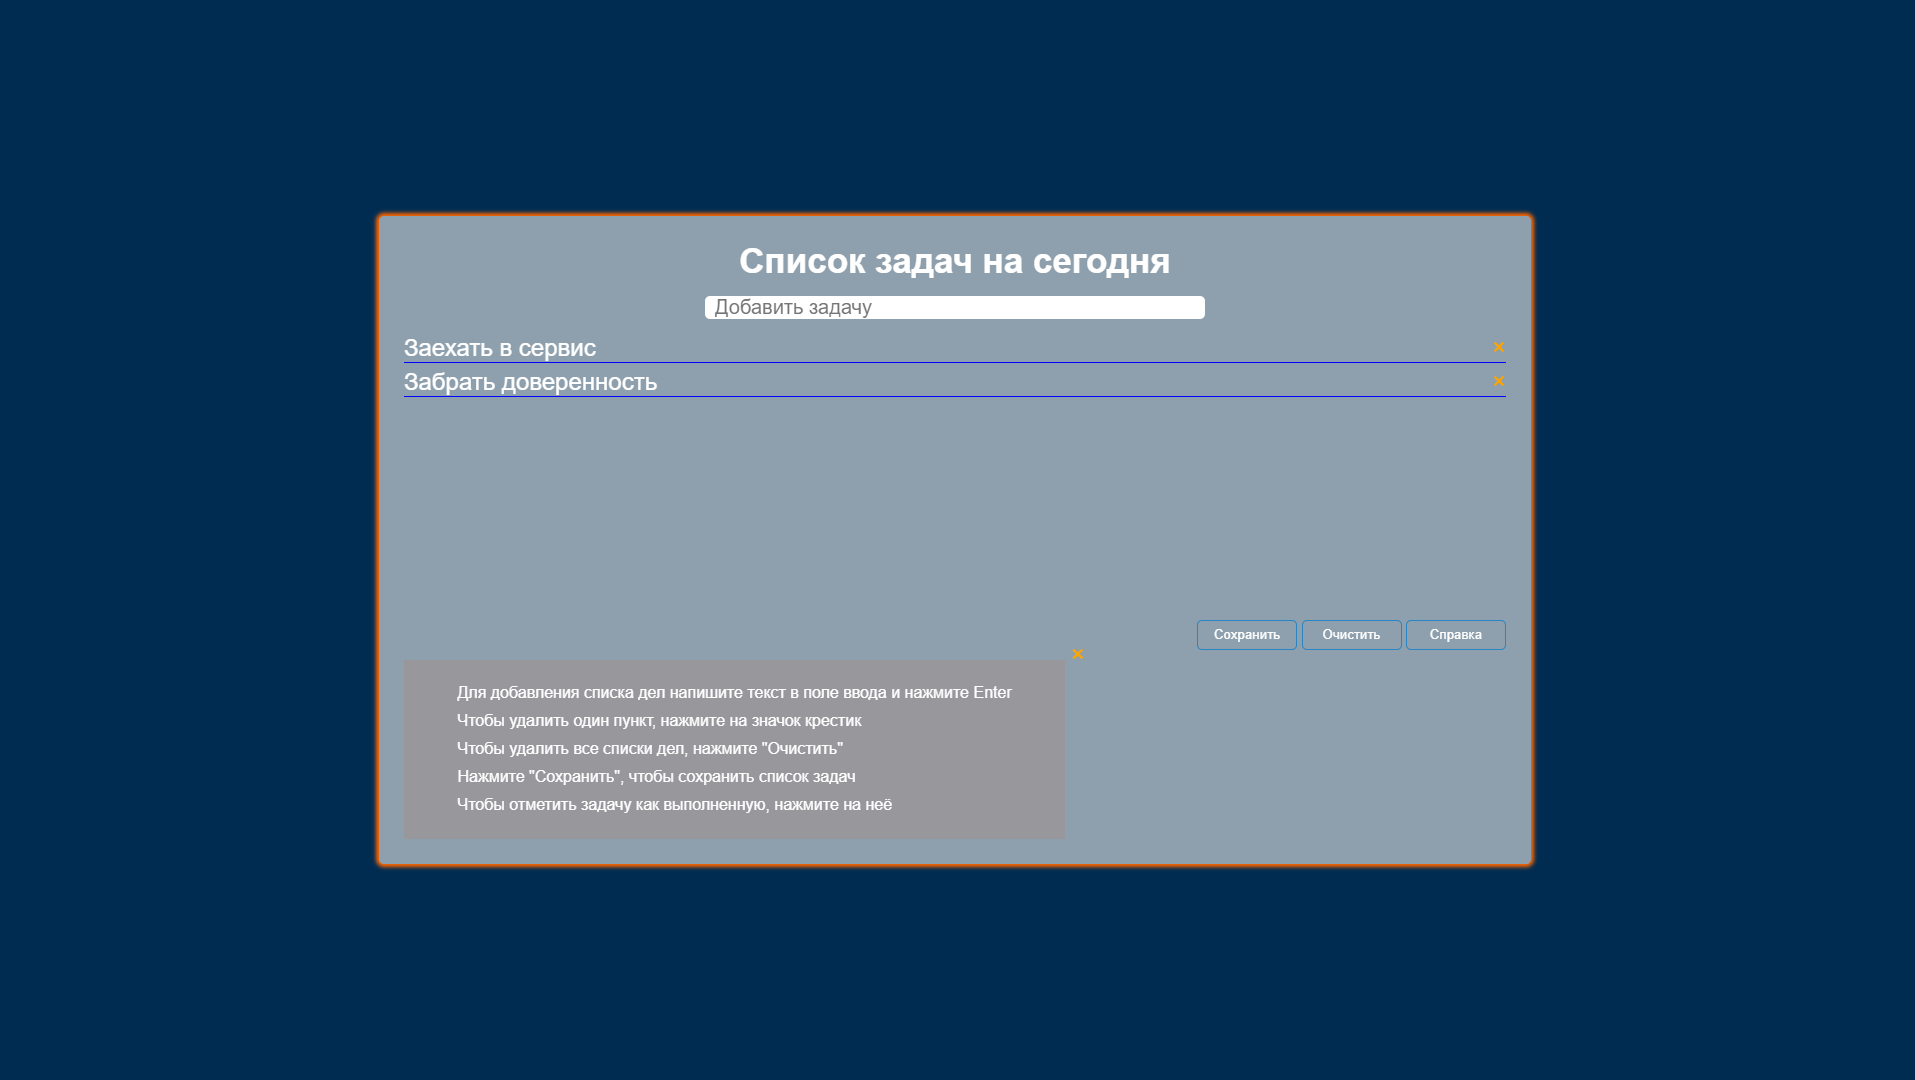 Список задач на сегодня
Добавить задачу
Заехать в сервис
Забрать доверенность
Сохранить Очистить Справка
Для добавления списка дел напишите текст в поле ввода и нажмите Enter
Чтобы удалить один пункт, нажмите на значок крестик
Чтобы удалить все списки дел, нажмите "Очистить"
Нажмите "Сохранить", чтобы сохранить список задач
Чтобы отметить задачу как выполненную, нажмите на неё